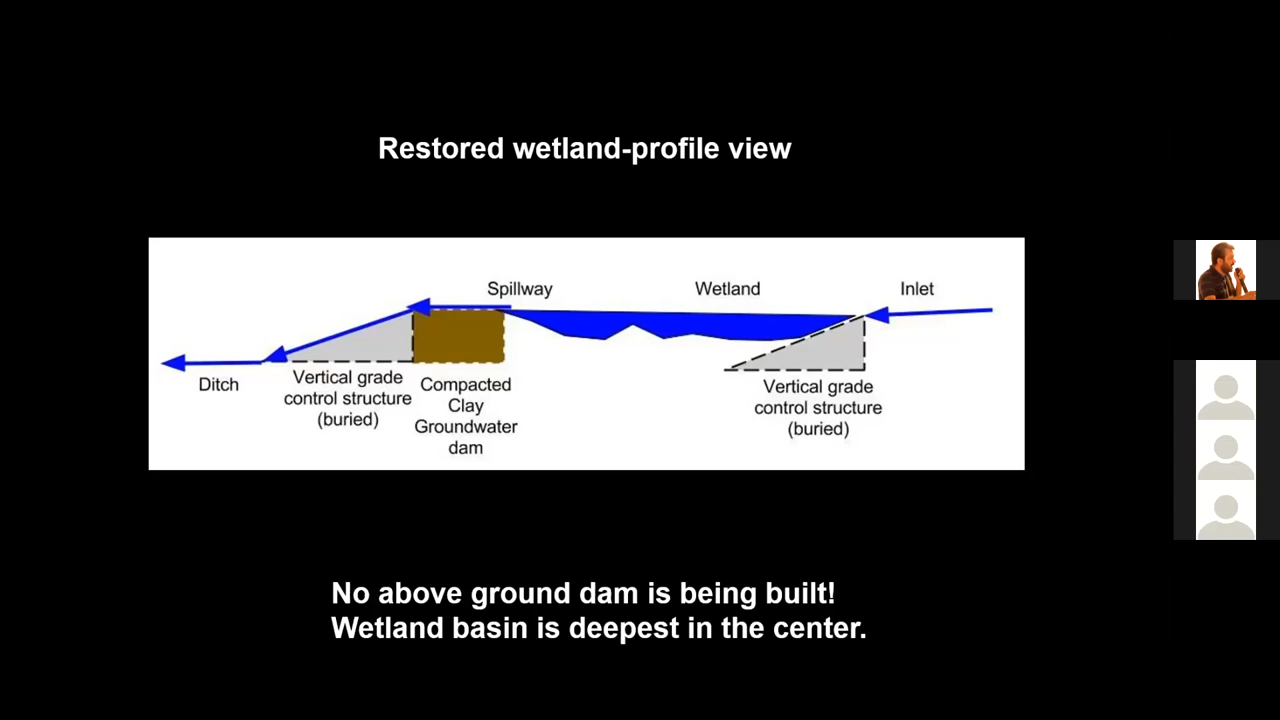 Restored wetland-profile view
Spillway
Wetland
Inlet
Ditch
Vertical grade
control structure
(buried)
Compacted
Clay
Groundwater
dam
Vertical grade
control structure
(buried)
No above ground dam is being built!
Wetland basin is deepest in the center.